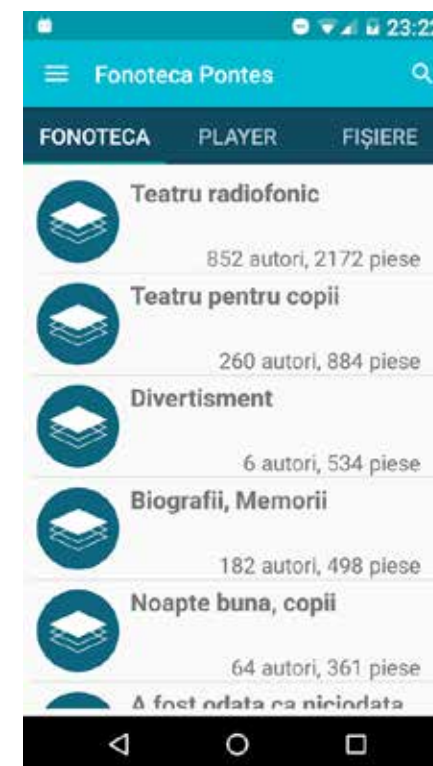 23:22
Fonoteca Pontes
FONOTECA PLAYER FIȘIERE
Teatru radiofonic
852 autori, 2172 piese
Teatru pentru copii
260 autori, 884 piese
Divertisment
6 autori, 534 piese
Biografii, Memorii
182 autori, 498 piese
Noapte buna, copii
64 autori, 361 piese
A fost odata ca niciodata